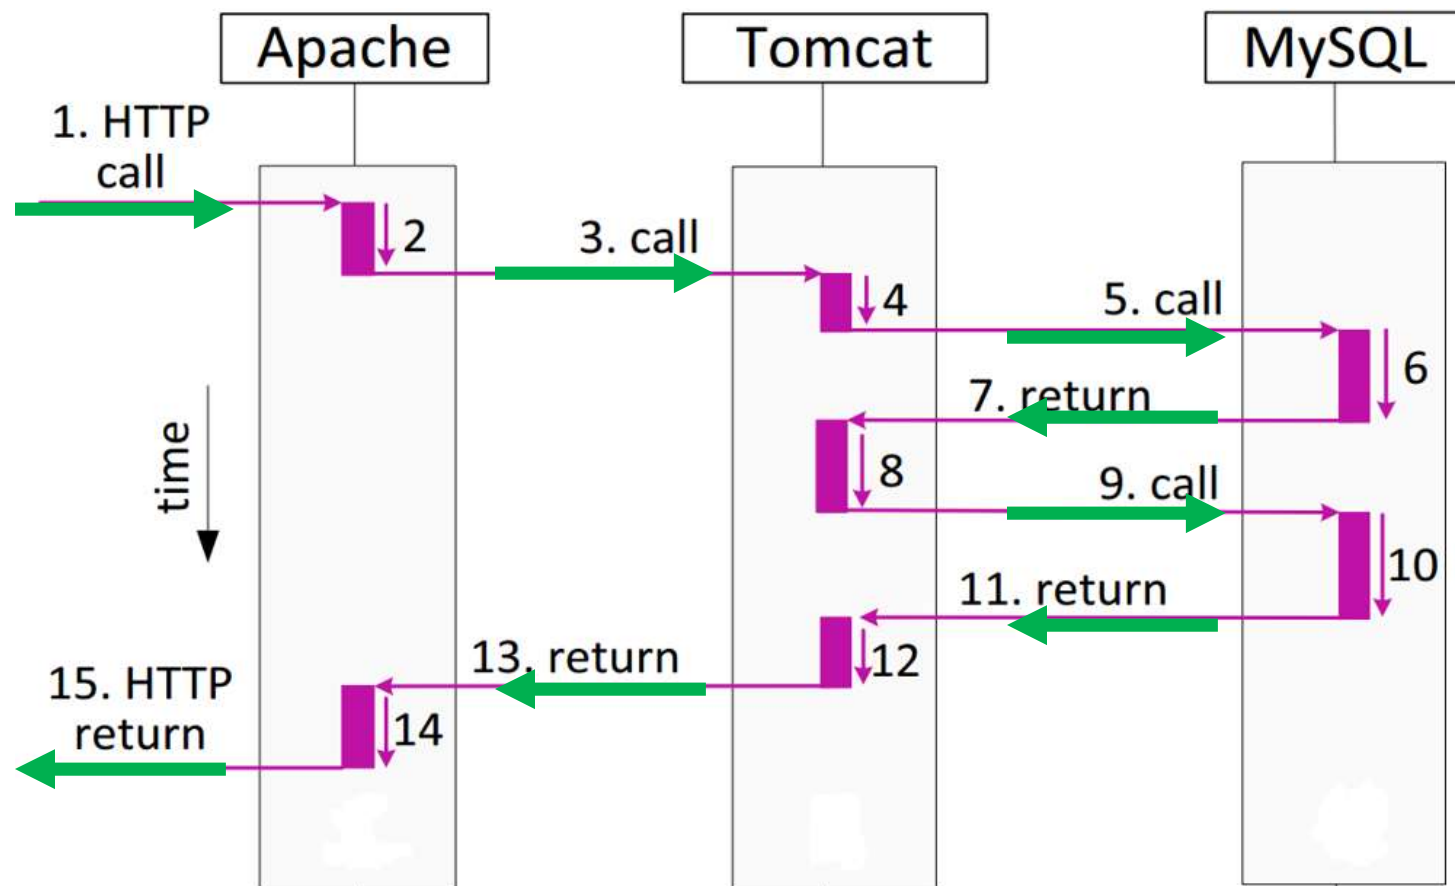 Apache
Tomcat
MySQL
1. HTTP
call
2
3. call
4
5. call
6
7. return
time
8
9. call
10
11. return
12
13. return
15. HTTP
return
14